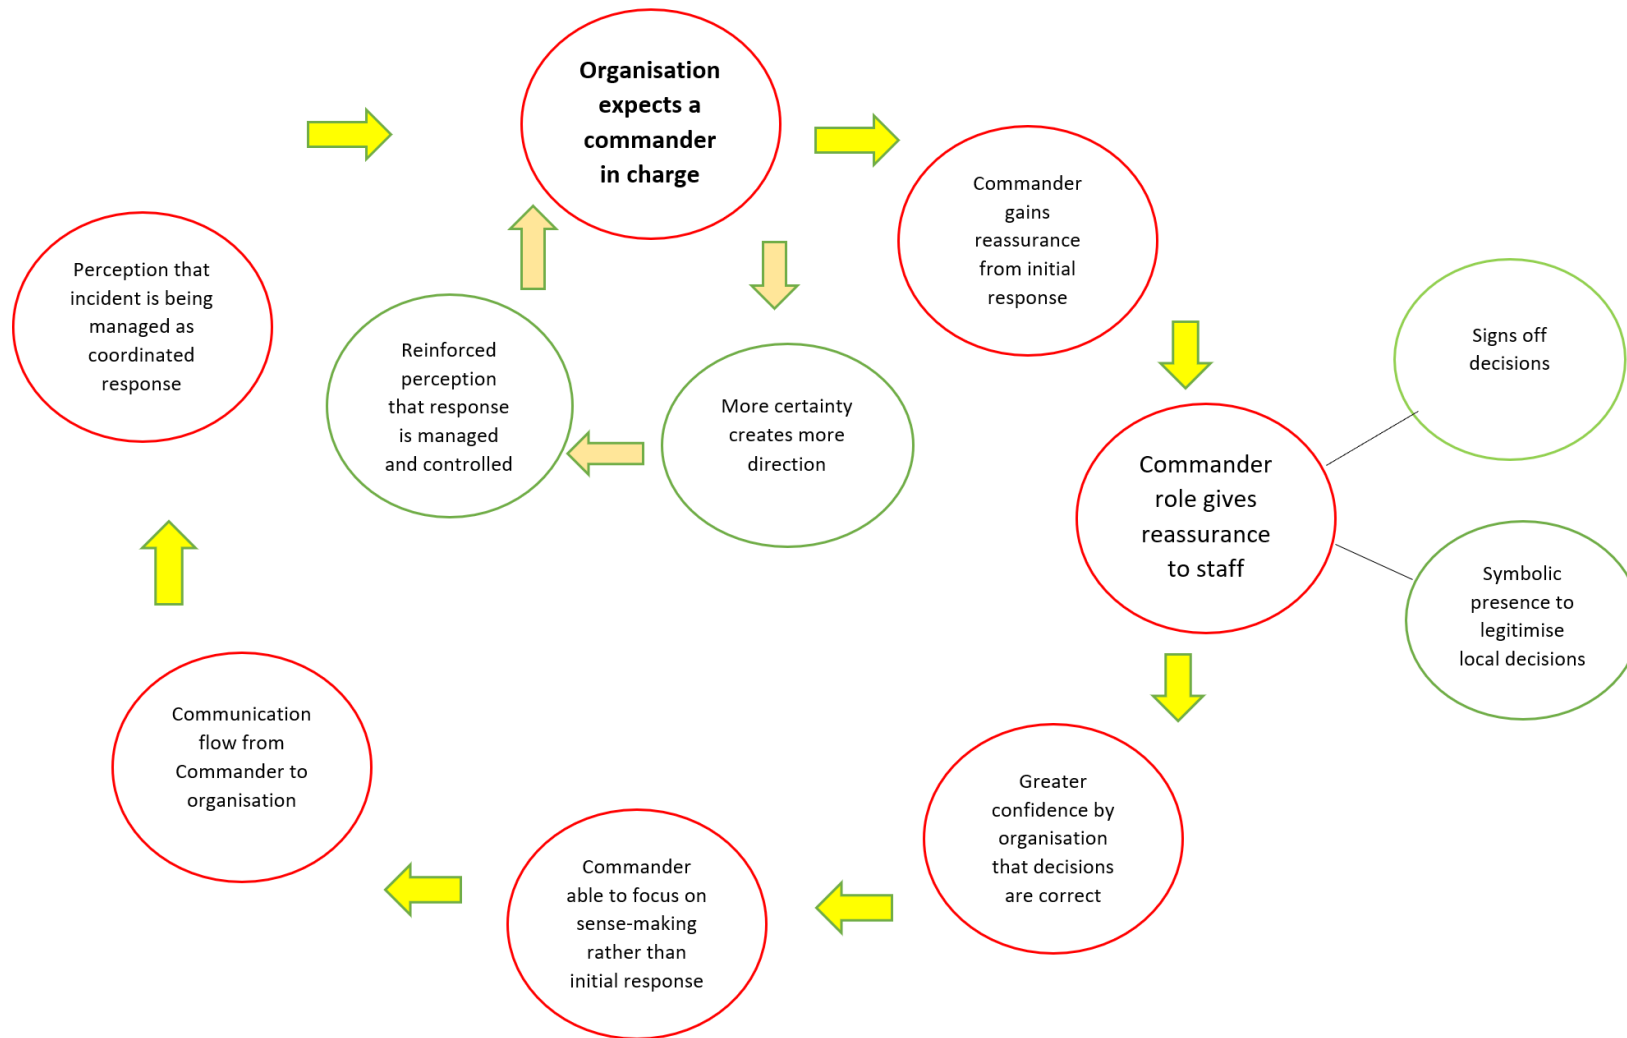 Organisation
expects a
commander
in charge
Commander
gains
reassurance
from initial
response
Perception that
incident is being
managed as
coordinated
response
Reinforced
perception
that response
is managed
and controlled
More certainty
creates more
direction
Signs off
decisions
Commander
role gives
reassurance
to staff
Symbolic
presence to
legitimise
local decisions
Communication
flow from
Commander to
organisation
Greater
confidence by
organisation
that decisions
are correct
Commander
able to focus on
sense-making
rather than
initial response